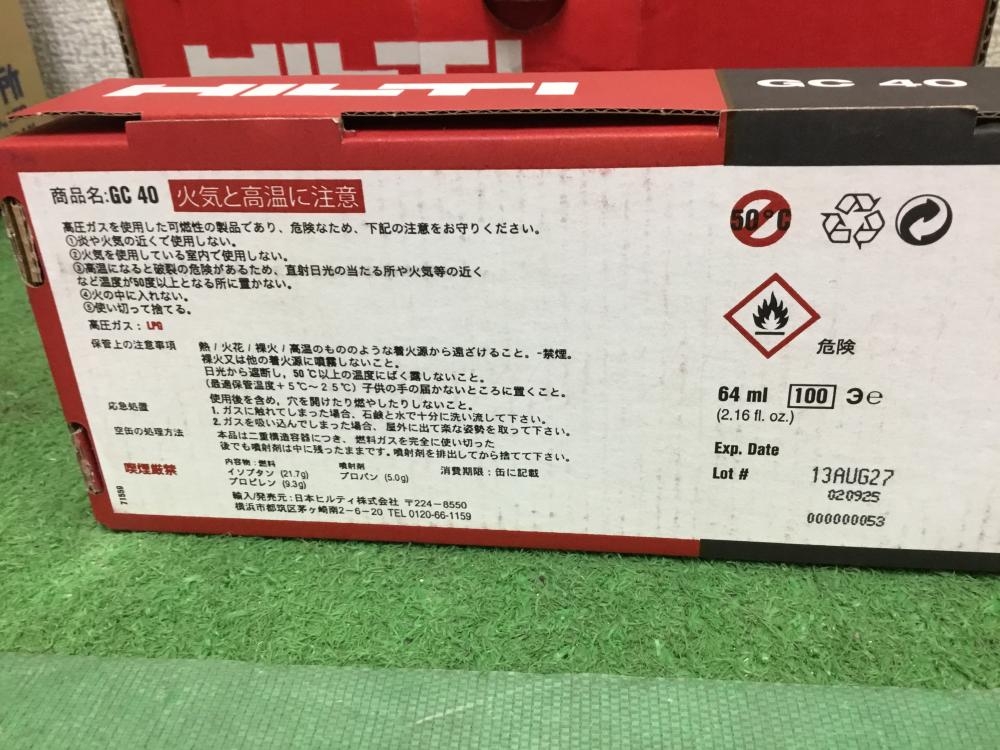 所
HILTI
HILTI
GC 40
商品名:GC 40 火気と高温に注意
高圧ガスを使用した可燃性の製品であり、危険なため、下記の注意をお守りください。
①炎や火気の近くで使用しない。
②火気を使用している室内で使用しない。
③高温になると破裂の危険があるため、直射日光の当たる所や火気等の近く
など温度が50度以上となる所に置かない。
④火の中に入れない。
⑤使い切って捨てる。
高圧ガス：LPG
保管上の注意事項
熱/火花/裸火/高温のもののような着火源から遠ざけること。-禁煙。
裸火又は他の着火源に噴霧しないこと。
日光から遮断し、50℃以上の温度にばく露しないこと。
（最適保管温度＋5℃～25℃）子供の手の届かないところに置くこと。
使用後を含め、穴を開けたり燃やしたりしないこと。
応急処置
1. ガスに触れてしまった場合、石鹸と水で十分に洗い流して下さい。
2. ガスを吸い込んでしまった場合、屋外に出て楽な姿勢を取って下さい。
空缶の処理方法
本品は二重構造容器につき、燃料ガスを完全に使い切った
後でも噴射剤は中に残ったままです。噴射剤を排出してから捨てて下さい。
喫煙厳禁
内容物：燃料
イソブタン (21.7g)
プロピレン (9.3g)
噴射剤
プロパン (5.0g)
消費期限：缶に記載
輸入/発売元：日本ヒルティ株式会社 〒224-8550
横浜市都筑区茅ヶ崎南2－6－20 TEL 0120-66-1159
71559
50°C
危険
64 ml 100 3 e
(2.16 fl. oz.)
Exp. Date
Lot # 13AUG27
020925
000000053